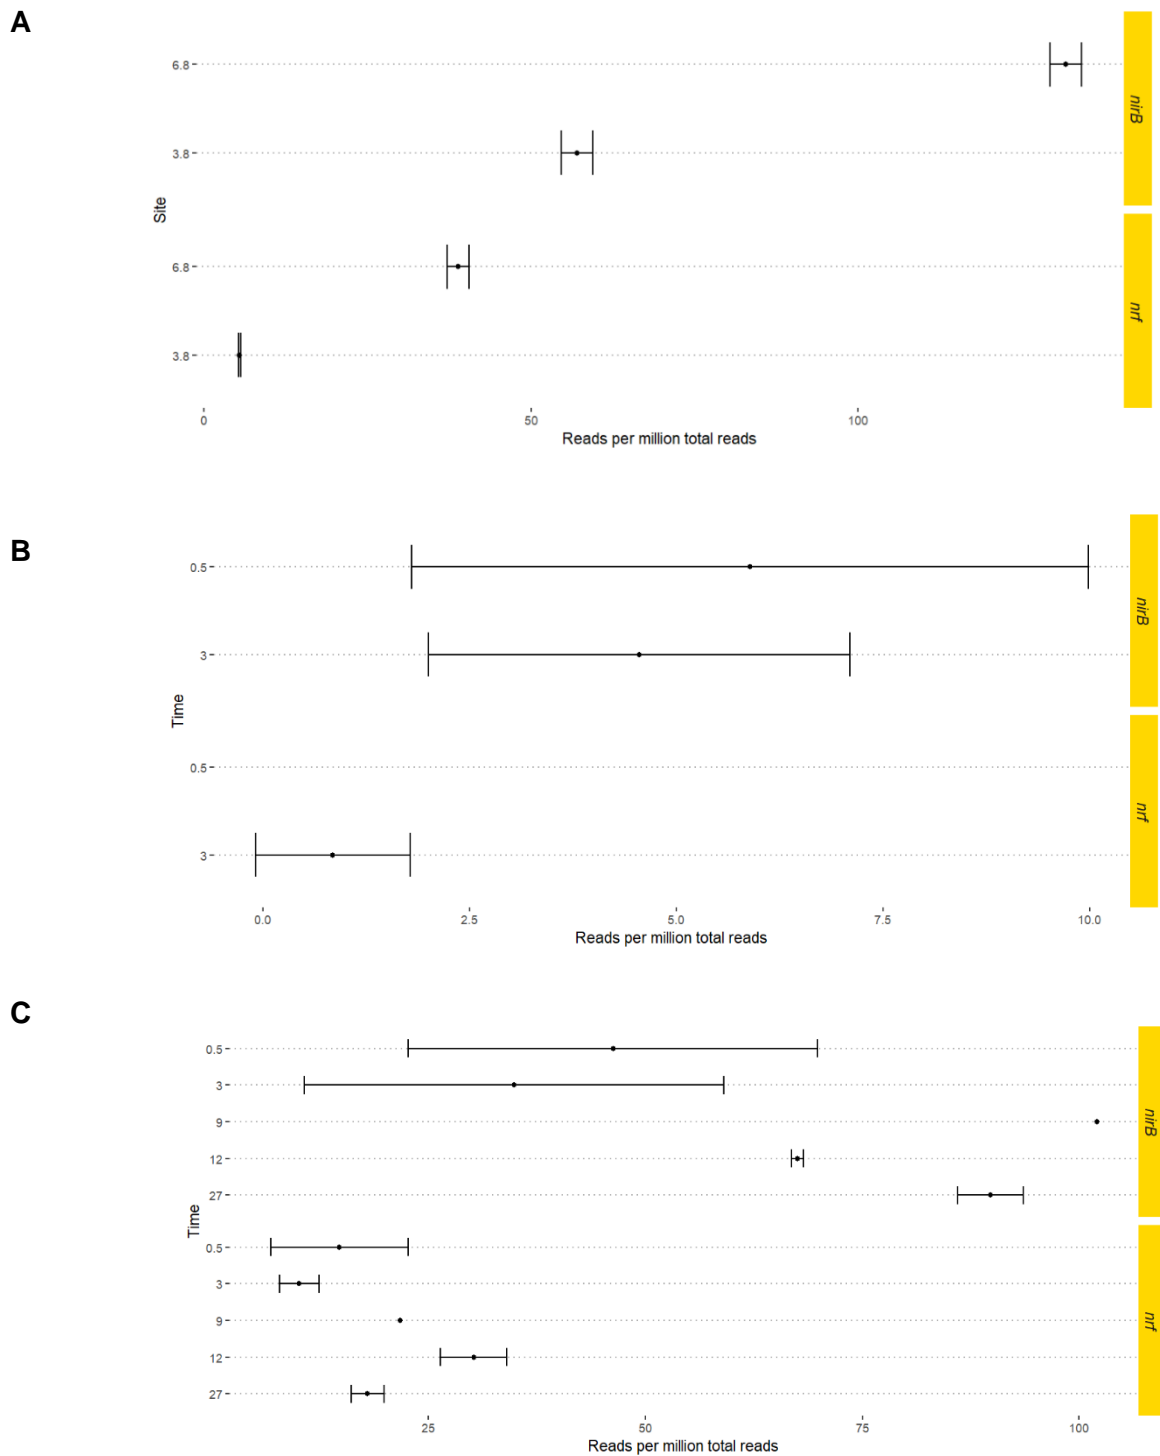 A
6.8
3.8
nirB
Site
6.8
3.8
nrf
0 50 100
Reads per million total reads
B
0.5
3
nirB
Time
0.5
3
nrf
0.0 2.5 5.0 7.5 10.0
Reads per million total reads
C
0.5
3
9
12
27
nirB
Time
0.5
3
9
12
27
nrf
25 50 75 100
Reads per million total reads